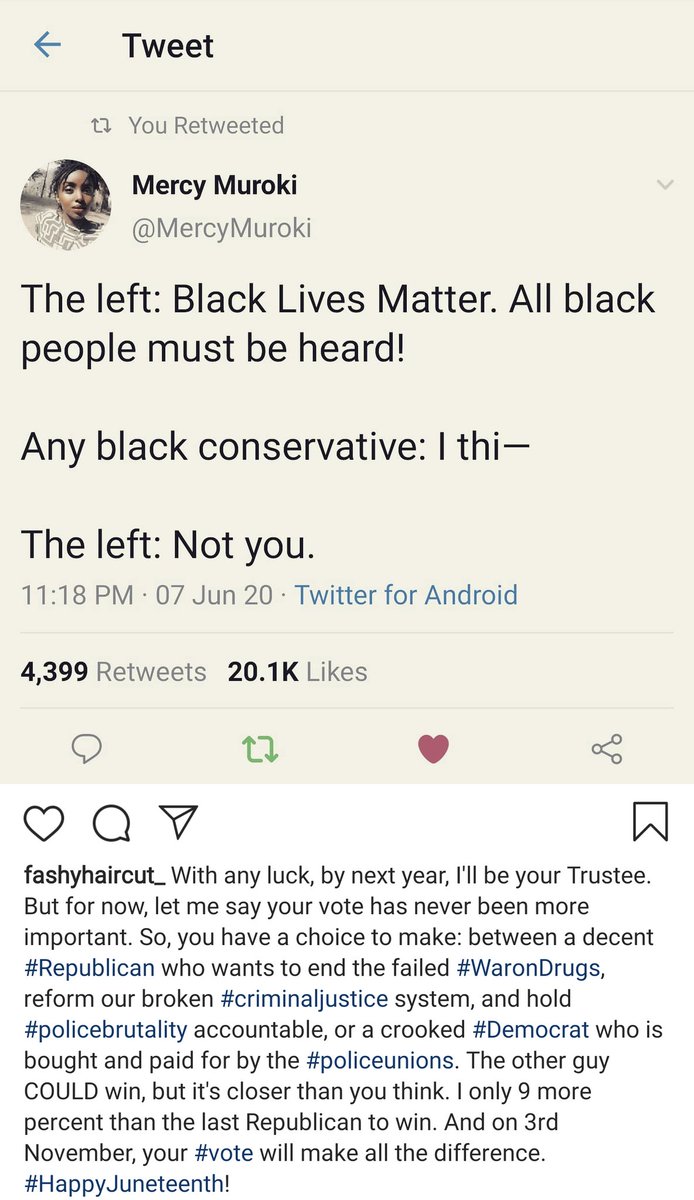 Tweet
You Retweeted
Mercy Muroki
@MercyMuroki
The left: Black Lives Matter. All black
people must be heard!
Any black conservative: I thi—
The left: Not you.
11:18 PM · 07 Jun 20 · Twitter for Android
4,399 Retweets 20.1K Likes
fashyhaircut_ With any luck, by next year, I'll be your Trustee.
But for now, let me say your vote has never been more
important. So, you have a choice to make: between a decent
#Republican who wants to end the failed #WaronDrugs,
reform our broken #criminaljustice system, and hold
#policebrutality accountable, or a crooked #Democrat who is
bought and paid for by the #policeunions. The other guy
COULD win, but it's closer than you think. I only 9 more
percent than the last Republican to win. And on 3rd
November, your #vote will make all the difference.
#HappyJuneteenth!